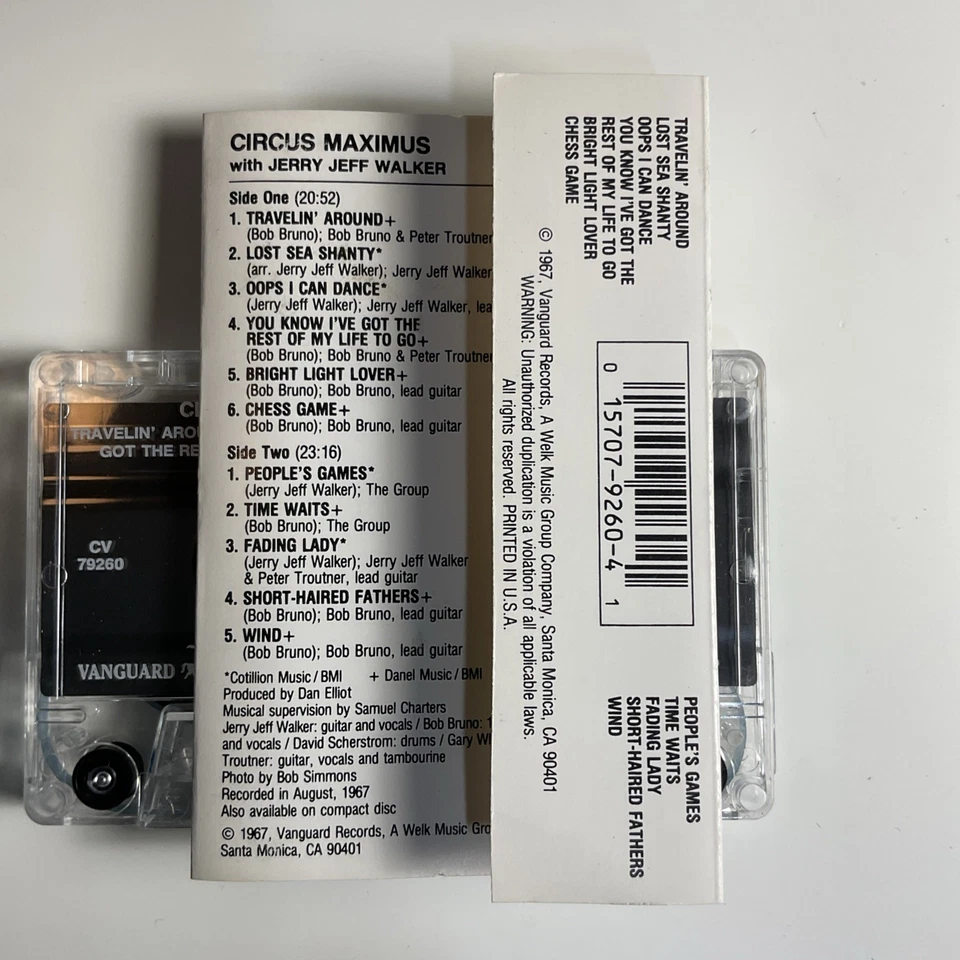 CIRCUS MAXIMUS
with JERRY JEFF WALKER
Side One (20:52)
1. TRAVELIN' AROUND+
(Bob Bruno); Bob Bruno & Peter Troutner
2. LOST SEA SHANTY*
(arr. Jerry Jeff Walker); Jerry Jeff Walker
3. OOPS I CAN DANCE*
(Jerry Jeff Walker); Jerry Jeff Walker,
4. YOU KNOW I'VE GOT THE
REST OF MY LIFE TO GO+
(Bob Bruno); Bob Bruno & Peter Troutner
5. BRIGHT LIGHT LOVER+
(Bob Bruno); Bob Bruno, lead guitar
6. CHESS GAME+
(Bob Bruno); Bob Bruno, lead guitar
Side Two (23:16)
1. PEOPLE'S GAMES*
(Jerry Jeff Walker); The Group
2. TIME WAITS+
(Bob Bruno); The Group
3. FADING LADY*
(Jerry Jeff Walker); Jerry Jeff Walker
& Peter Troutner, lead guitar
4. SHORT-HAIRED FATHERS+
(Bob Bruno); Bob Bruno, lead guitar
5. WIND+
(Bob Bruno); Bob Bruno, lead guitar
*Cotillion Music/BMI + Danel Music/BMI
Produced by Dan Elliot
Musical supervision by Samuel Charters
Jerry Jeff Walker: guitar and vocals / Bob Bruno:
and vocals / David Scherstrom: drums / Gary
Troutner: guitar, vocals and tambourine
Photo by Bob Simmons
Recorded in August, 1967
Also available on compact disc
© 1967, Vanguard Records, A Welk Music
Santa Monica, CA 90401
TRAVELIN' AROUND
LOST SEA SHANTY
OOPS I CAN DANCE
YOU KNOW I'VE GOT THE
REST OF MY LIFE TO GO
BRIGHT LIGHT LOVER
CHESS GAME
© 1967, Vanguard Records, A Welk Music Group Company, Santa Monica, CA 90401
WARNING: Unauthorized duplication is a violation of all applicable laws.
All rights reserved. PRINTED IN U.S.A.
0 15707-9260-4 1
PEOPLE'S GAMES
TIME WAITS
FADING LADY
SHORT-HAIRED FATHERS
WIND
TRAVELIN'
GOT THE
CV
79260
VANGUARD